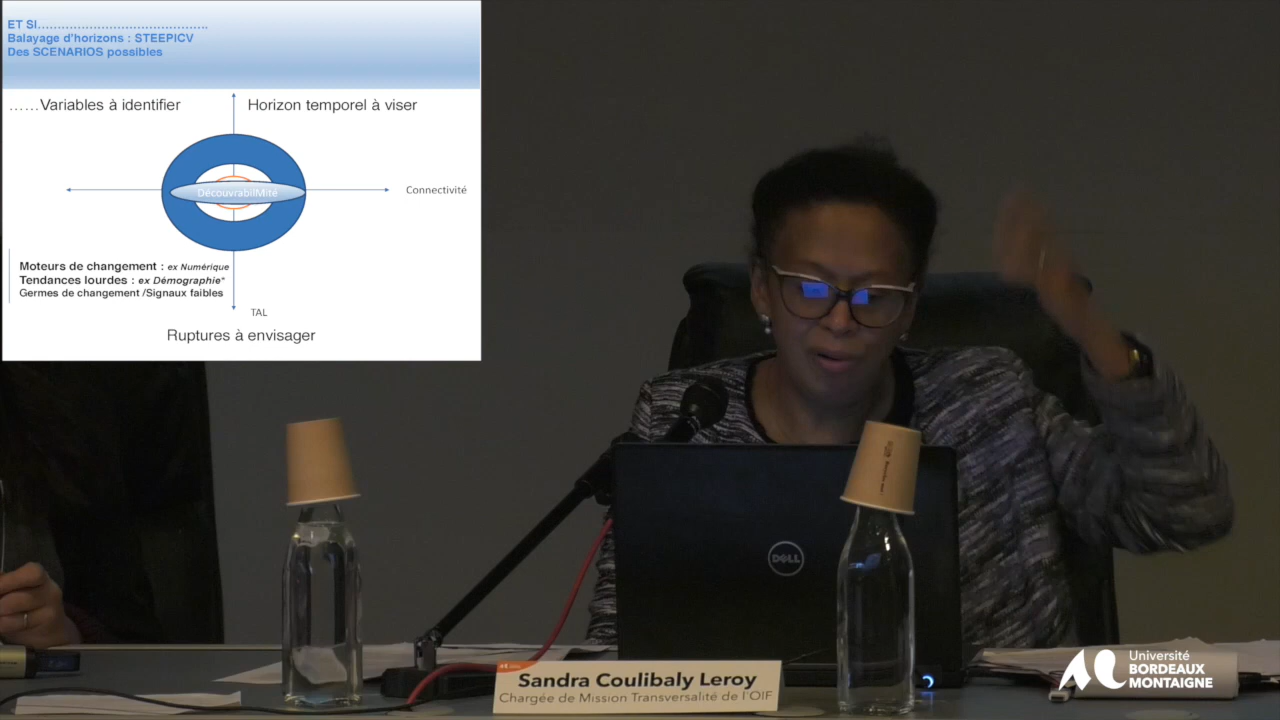 ET SI…………………………………….
Balayage d'horizons : STEEPICV
Des SCENARIOS possibles
……Variables à identifier
Horizon temporel à viser
DécouvrabilMité
Connectivité
Moteurs de changement : ex Numérique
Tendances lourdes : ex Démographie"
Germes de changement /Signaux faibles
TAL
Ruptures à envisager
DELL
Sandra Coulibaly Leroy
Chargée de Mission Transversalité de l'OIF
Université
BORDEAUX
MONTAIGNE